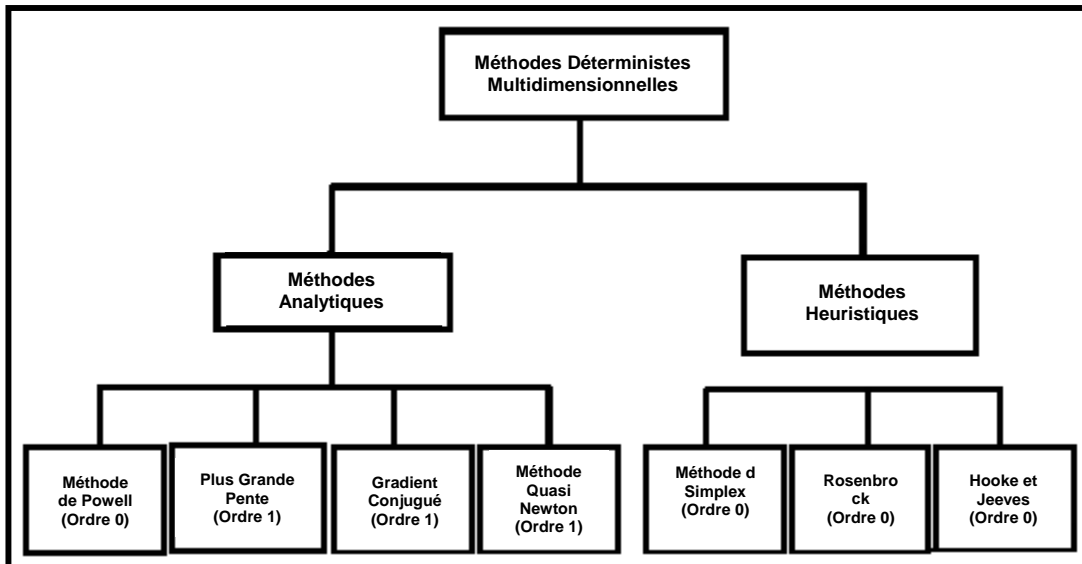 Méthodes Déterministes
Multidimensionnelles
Méthodes
Analytiques
Méthodes
Heuristiques
Méthode
de Powell
(Ordre 0)
Plus Grande
Pente
(Ordre 1)
Gradient
Conjugué
(Ordre 1)
Méthode
Quasi
Newton
(Ordre 1)
Méthode d
Simplex
(Ordre 0)
Rosenbro
ck
(Ordre 0)
Hooke et
Jeeves
(Ordre 0)